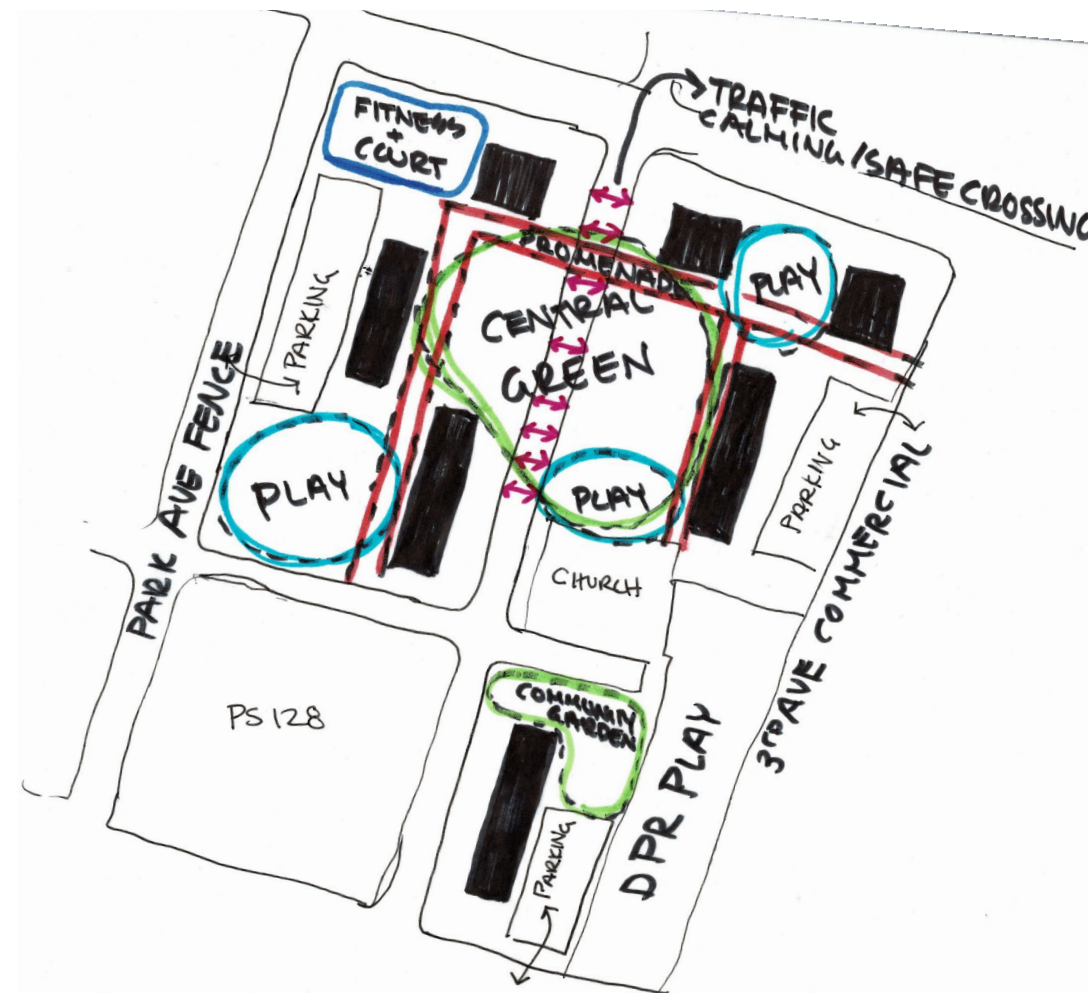 FITNESS
+
COURT
TRAFFIC
CALMING/SAFE CROSSING
PARKING
PROMENADE
PLAY
CENTRAL
GREEN
PARK AVE FENCE
PLAY
PLAY
PARKING
CHURCH
3RD AVE COMMERCIAL
PS 128
COMMUNITY
GARDEN
DPR PLAY
PARKING